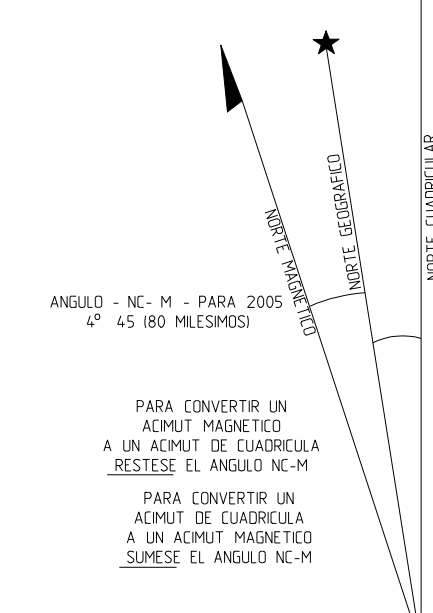 NORTE MAGNETICO
NORTE GEOGRAFICO
NORTE CUADRICULAR
ANGULO - NC- M - PARA 2005
4° 45 (80 MILESIMOS)
PARA CONVERTIR UN
ACIMUT MAGNETICO
A UN ACIMUT DE CUADRICULA
RESTESE EL ANGULO NC-M
PARA CONVERTIR UN
ACIMUT DE CUADRICULA
A UN ACIMUT MAGNETICO
SUMESE EL ANGULO NC-M